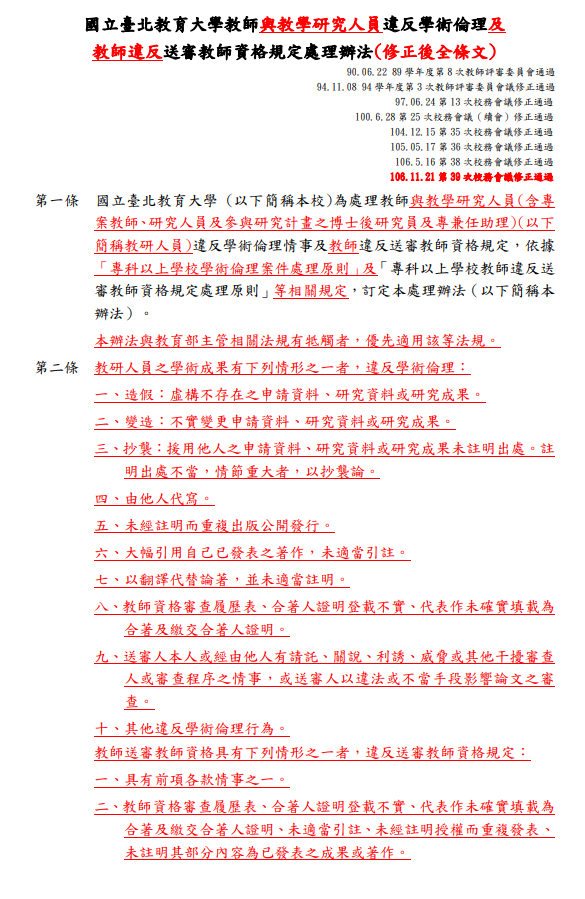 國立臺北教育大學教師與教學研究人員違反學術倫理及
教師違反送審教師資格規定處理辦法(修正後全條文)
90.06.22 89 學年度第 8 次教師評審委員會通過
94.11.08 94 學年度第 3 次教師評審委員會議修正通過
97.06.24 第 13 次校務會議修正通過
100.6.28 第 25 次校務會議（續會）修正通過
104.12.15 第 35 次校務會議修正通過
105.05.17 第 36 次校務會議修正通過
106.5.16 第 38 次校務會議修正通過
106.11.21 第 39 次校務會議修正通過
第一條 國立臺北教育大學（以下簡稱本校)為處理教師與教學研究人員(含專
案教師、研究人員及參與研究計畫之博士後研究員及專兼任助理)(以下
簡稱教研人員)違反學術倫理情事及教師違反送審教師資格規定，依據
「專科以上學校學術倫理案件處理原則」及「專科以上學校教師違反送
審教師資格規定處理原則」等相關規定，訂定本處理辦法（以下簡稱本
辦法）。
本辦法與教育部主管相關法規有牴觸者，優先適用該等法規。
第二條 教研人員之學術成果有下列情形之一者，違反學術倫理：
一、造假：虛構不存在之申請資料、研究資料或研究成果。
二、變造：不實變更申請資料、研究資料或研究成果。
三、抄襲：援用他人之申請資料、研究資料或研究成果未註明出處。註
明出處不當，情節重大者，以抄襲論。
四、由他人代寫。
五、未經註明而重複出版公開發行。
六、大幅引用自己已發表之著作，未適當引註。
七、以翻譯代替論著，並未適當註明。
八、教師資格審查履歷表、合著人證明登載不實、代表作未確實填載為
合著及繳交合著人證明。
九、送審人本人或經由他人有請託、關說、利誘、威脅或其他干擾審查
人或審查程序之情事，或送審人以違法或不當手段影響論文之審
查。
十、其他違反學術倫理行為。
教師送審教師資格具有下列情形之一者，違反送審教師資格規定：
一、具有前項各款情事之一。
二、教師資格審查履歷表、合著人證明登載不實、代表作未確實填載為
合著及繳交合著人證明、未適當引註、未經註明授權而重複發表、
未註明其部分內容為已發表之成果或著作。